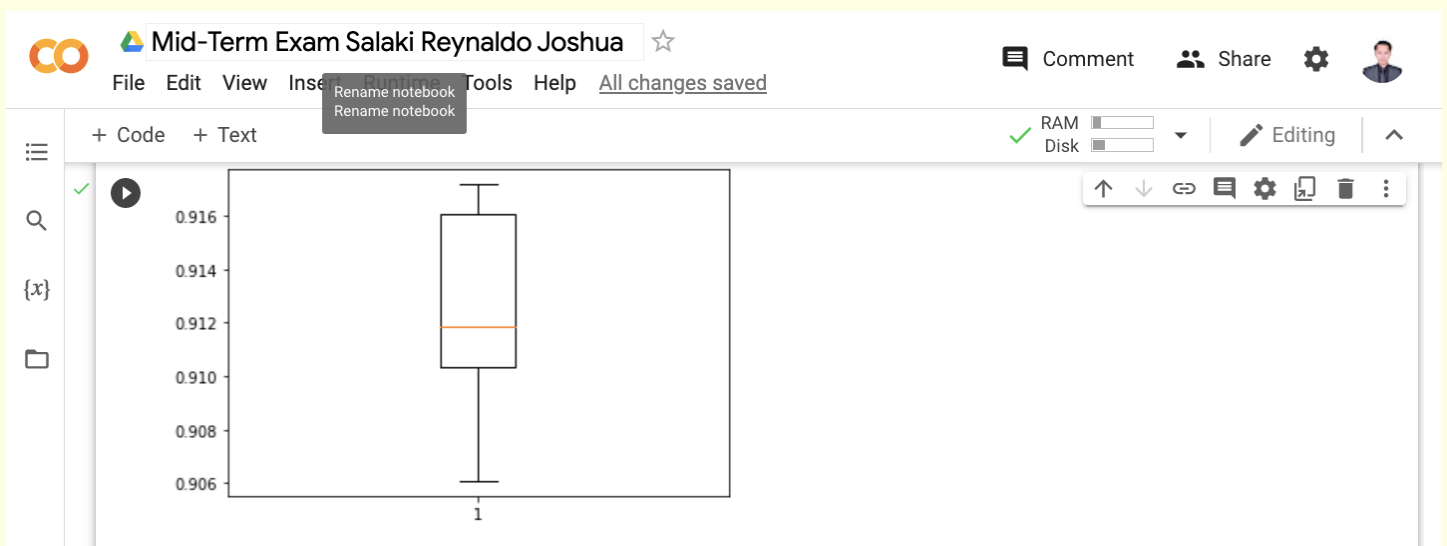 Mid-Term Exam Salaki Reynaldo Joshua
Comment
Share
File Edit View Insert Runtime Tools Help All changes saved
Rename notebook
Rename notebook
+ Code + Text
RAM
Disk
Editing
{x}
0.916
0.914
0.912
0.910
0.908
0.906
1